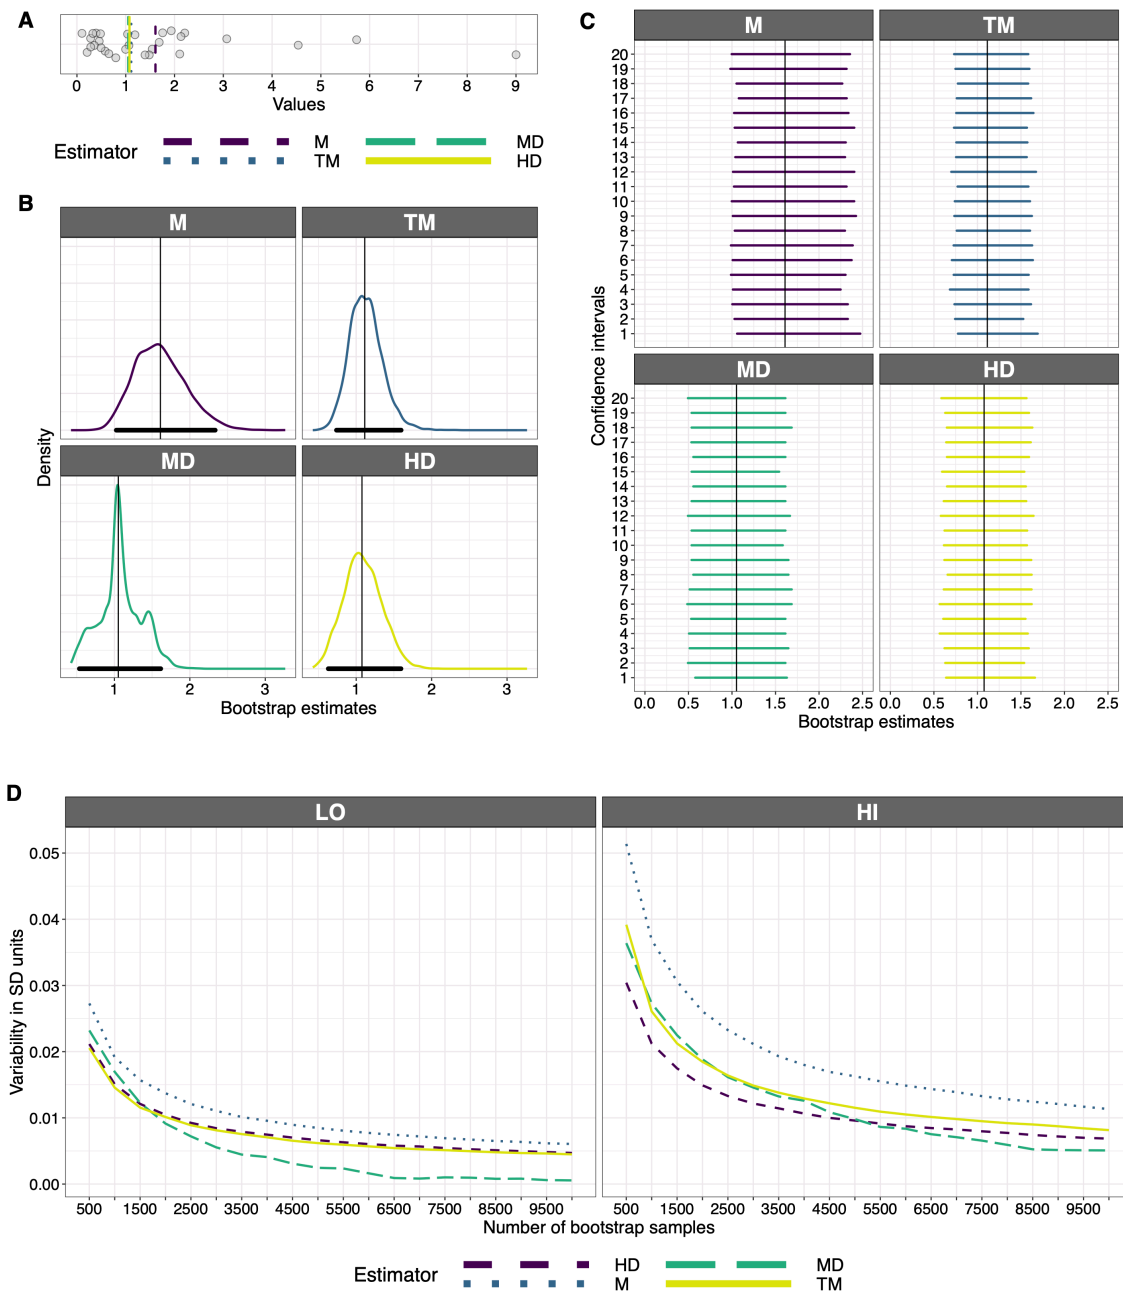 A
0 1 2 3 4 5 6 7 8 9
Values
Estimator
M MD
TM HD
B
M TM
MD HD
Density
1 2 3 1 2 3
Bootstrap estimates
C
M TM
20
19
18
17
16
15
14
13
12
11
10
9
8
7
6
5
4
3
2
1
Confidence intervals
MD HD
20
19
18
17
16
15
14
13
12
11
10
9
8
7
6
5
4
3
2
1
0.0 0.5 1.0 1.5 2.0 2.5 0.0 0.5 1.0 1.5 2.0 2.5
Bootstrap estimates
D
LO HI
Variability in SD units
0.05
0.04
0.03
0.02
0.01
0.00
500 1500 2500 3500 4500 5500 6500 7500 8500 9500 500 1500 2500 3500 4500 5500 6500 7500 8500 9500
Number of bootstrap samples
Estimator
HD MD
M TM